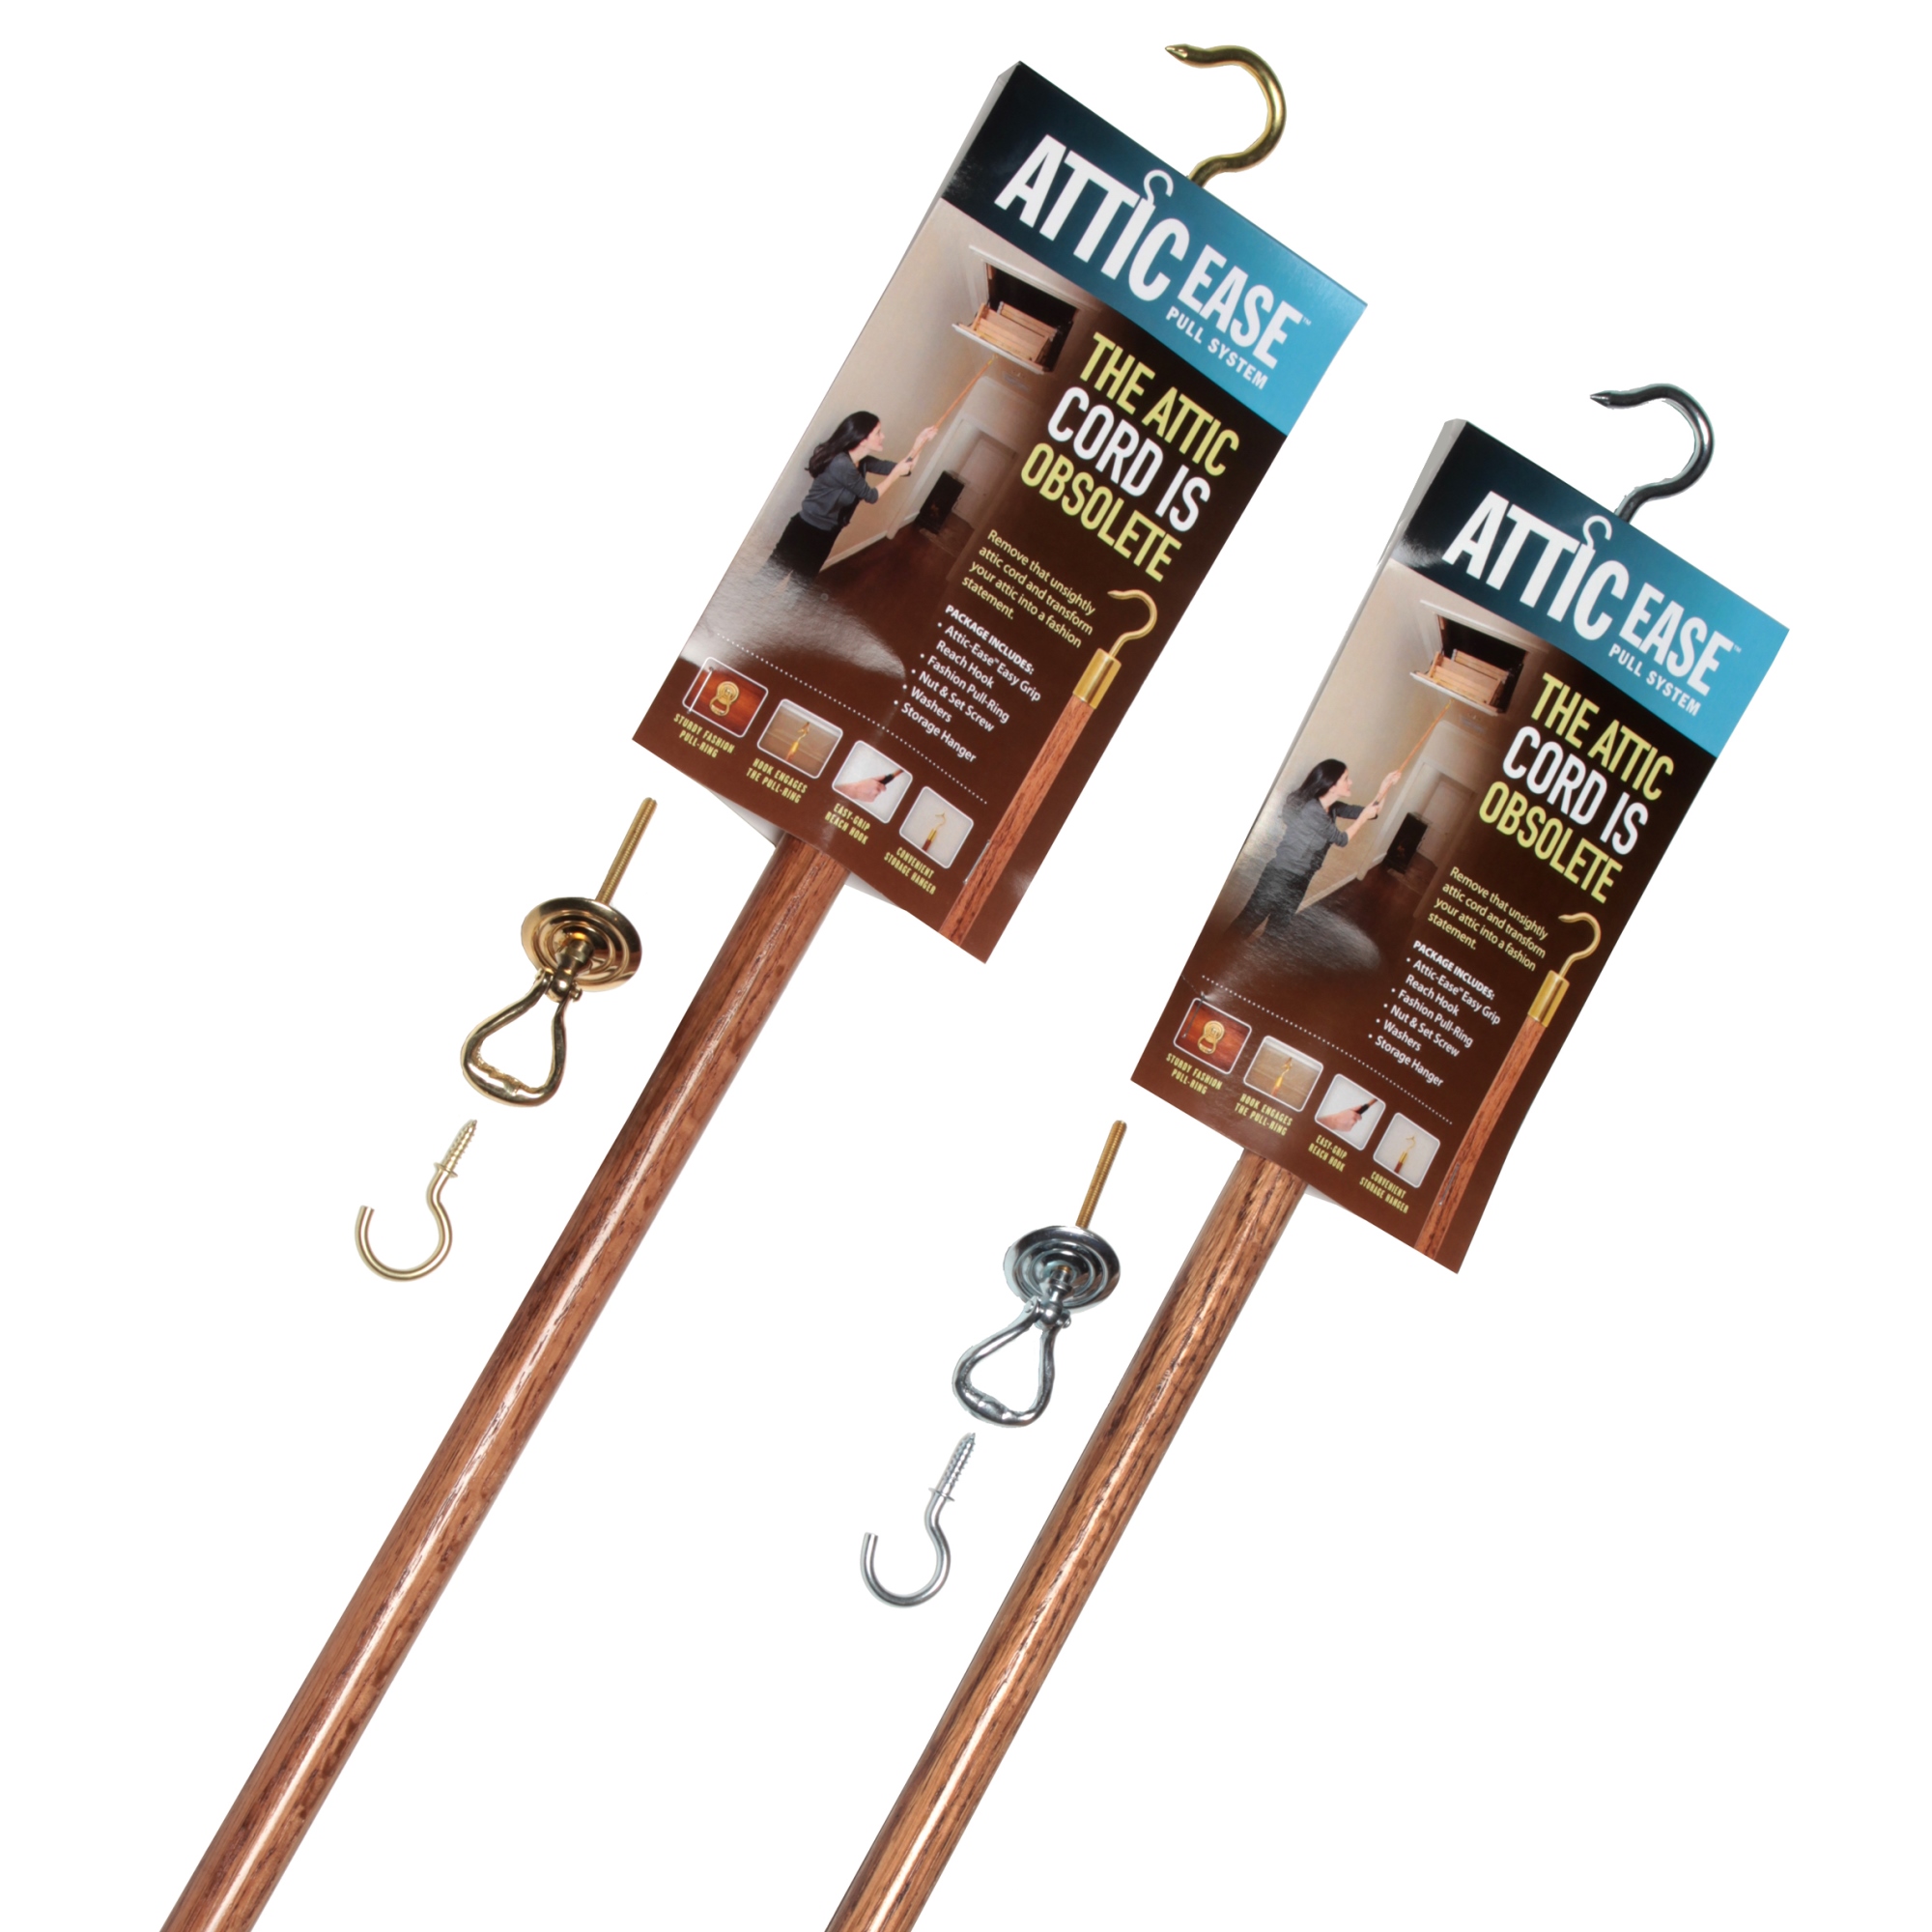 ATTIC EASE™
PULL SYSTEM
THE ATTIC
CORD IS
OBSOLETE
Remove that unsightly
attic cord and transform
your attic into a fashion
statement.
PACKAGE INCLUDES:
• Attic-Ease™ Easy Grip
Reach Hook
• Fashion Pull-Ring
• Nut & Set Screw
• Washers
• Storage Hanger
STURDY FASHION
PULL-RING
HOOK ENGAGES
THE PULL-RING
EASY-GRIP
REACH HOOK
CONVENIENT
STORAGE HANGER
ATTIC EASE™
PULL SYSTEM
THE ATTIC
CORD IS
OBSOLETE
Remove that unsightly
attic cord and transform
your attic into a fashion
statement.
PACKAGE INCLUDES:
• Attic-Ease™ Easy Grip
Reach Hook
• Fashion Pull-Ring
• Nut & Set Screw
• Washers
• Storage Hanger
STURDY FASHION
PULL-RING
HOOK ENGAGES
THE PULL-RING
EASY-GRIP
REACH HOOK
CONVENIENT
STORAGE HANGER